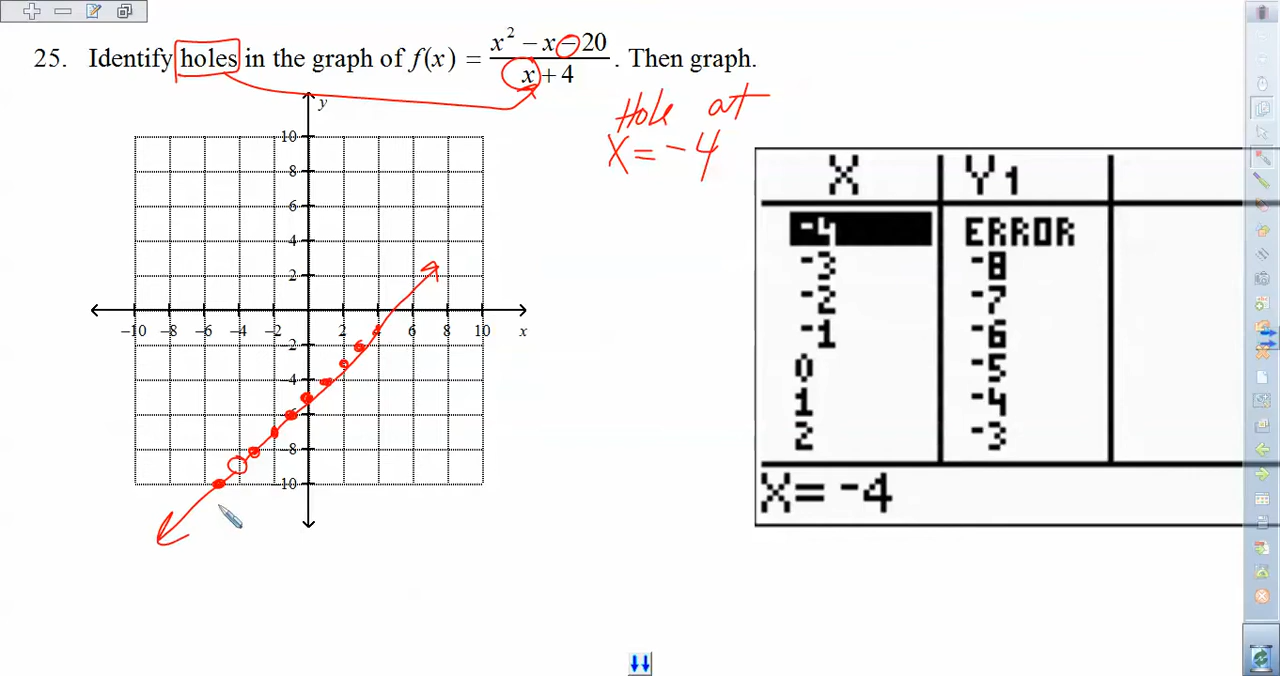 25. Identify holes in the graph of f(x) = (x² − x − 20)/(x + 4). Then graph.
Hole at
X = -4
y
10
8
6
4
2
-10 -8 -6 -4 -2 2 4 6 8 10 x
-2
-4
-6
-8
-10
X Y₁
-4 ERROR
-3 -8
-2 -7
-1 -6
0 -5
1 -4
2 -3
X= -4